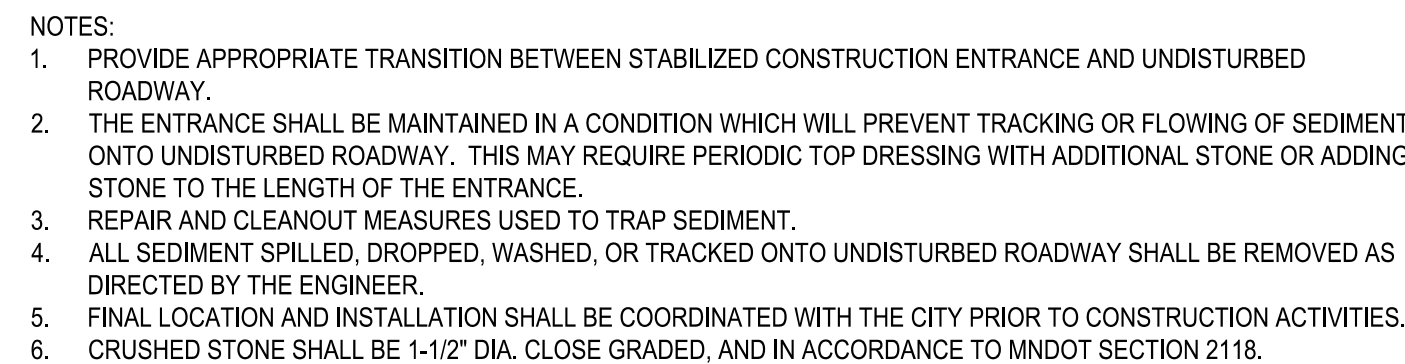 NOTES:
1. PROVIDE APPROPRIATE TRANSITION BETWEEN STABILIZED CONSTRUCTION ENTRANCE AND UNDISTURBED
ROADWAY.
2. THE ENTRANCE SHALL BE MAINTAINED IN A CONDITION WHICH WILL PREVENT TRACKING OR FLOWING OF SEDIMENT
ONTO UNDISTURBED ROADWAY. THIS MAY REQUIRE PERIODIC TOP DRESSING WITH ADDITIONAL STONE OR ADDING
STONE TO THE LENGTH OF THE ENTRANCE.
3. REPAIR AND CLEANOUT MEASURES USED TO TRAP SEDIMENT.
4. ALL SEDIMENT SPILLED, DROPPED, WASHED, OR TRACKED ONTO UNDISTURBED ROADWAY SHALL BE REMOVED AS
DIRECTED BY THE ENGINEER.
5. FINAL LOCATION AND INSTALLATION SHALL BE COORDINATED WITH THE CITY PRIOR TO CONSTRUCTION ACTIVITIES.
6. CRUSHED STONE SHALL BE 1-1/2" DIA. CLOSE GRADED, AND IN ACCORDANCE TO MNDOT SECTION 2118.